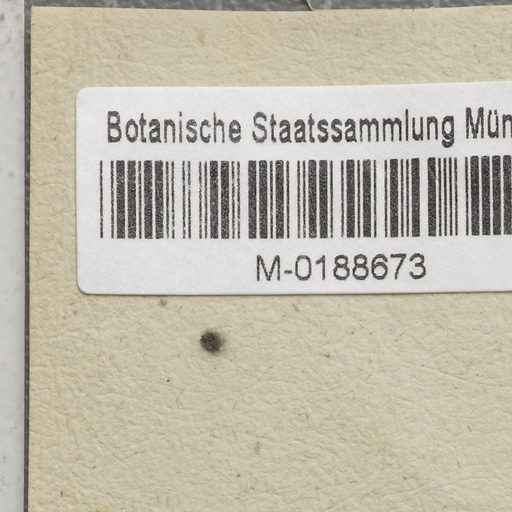 Botanische Staatssammlung Mün
M-0188673